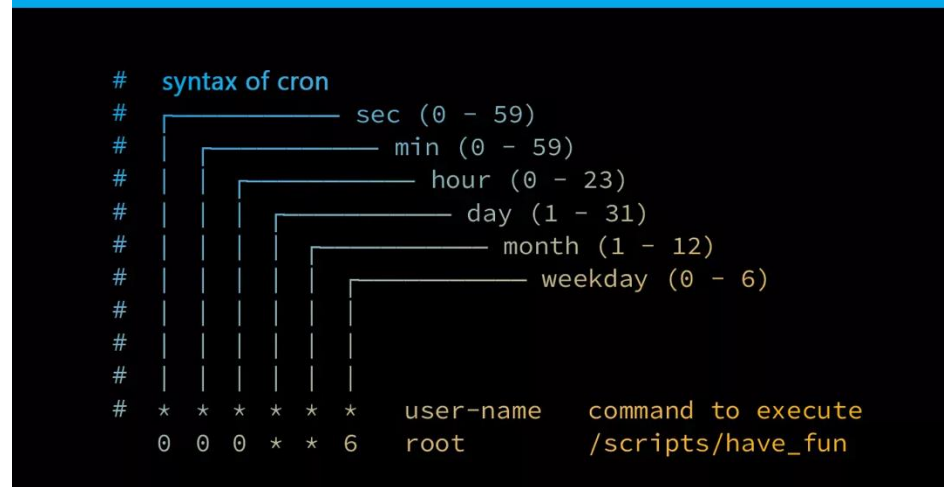 # syntax of cron
# sec (0 - 59)
# min (0 - 59)
# hour (0 - 23)
# day (1 - 31)
# month (1 - 12)
# weekday (0 - 6)
#
#
#
# * * * * * * user-name command to execute
0 0 0 * * 6 root /scripts/have_fun